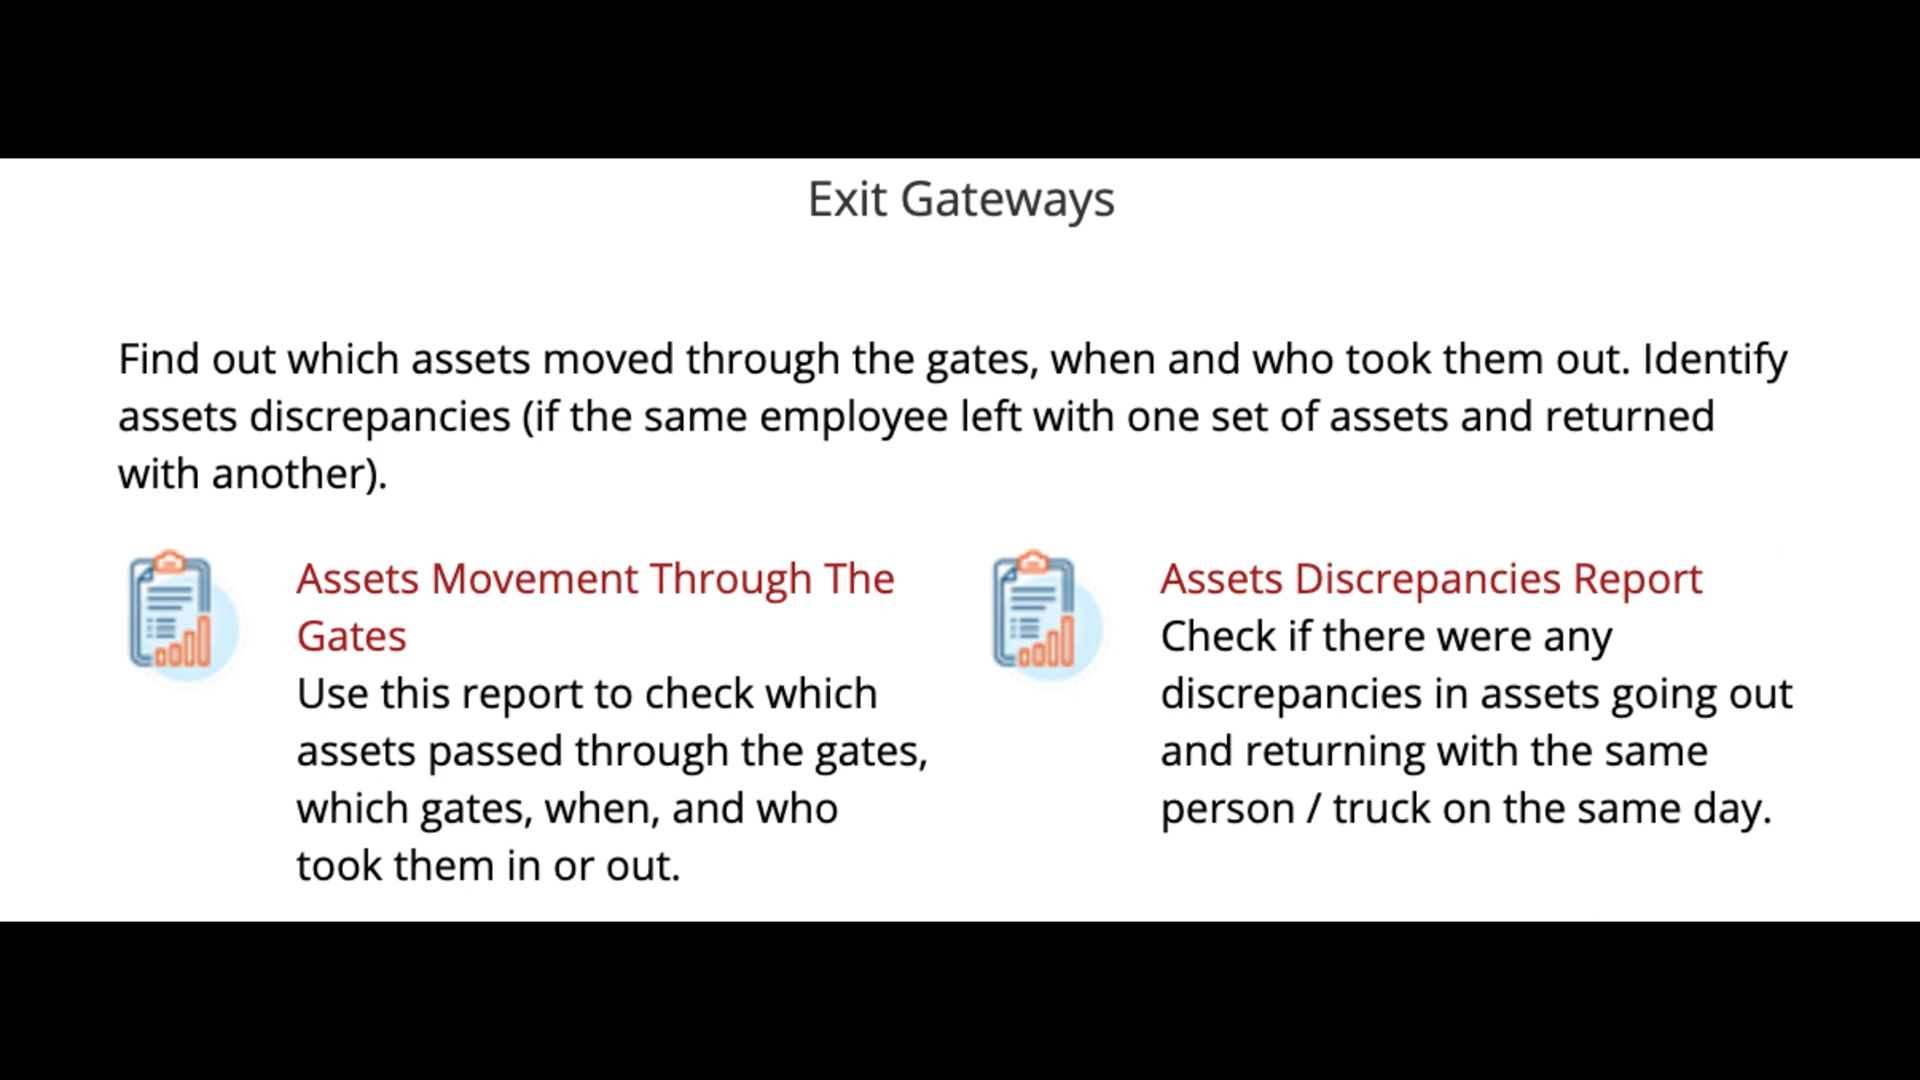 Exit Gateways
Find out which assets moved through the gates, when and who took them out. Identify
assets discrepancies (if the same employee left with one set of assets and returned
with another).
Assets Movement Through The
Gates
Use this report to check which
assets passed through the gates,
which gates, when, and who
took them in or out.
Assets Discrepancies Report
Check if there were any
discrepancies in assets going out
and returning with the same
person / truck on the same day.